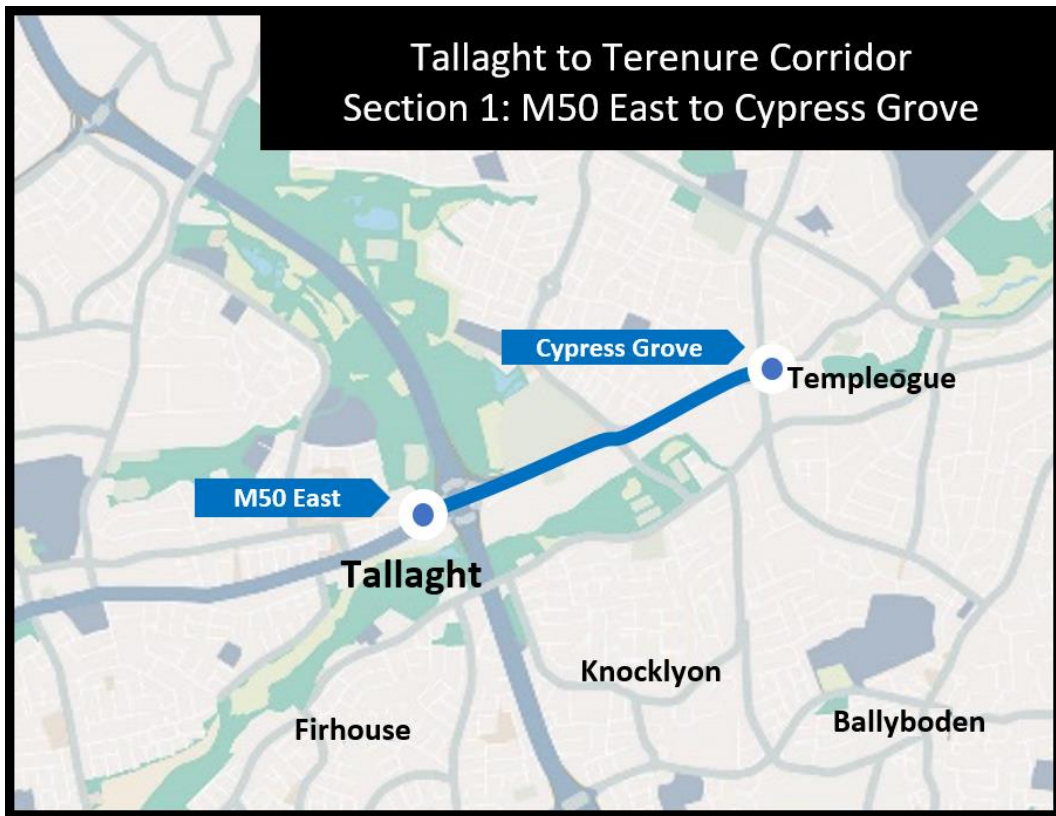 Tallaght to Terenure Corridor
Section 1: M50 East to Cypress Grove
Cypress Grove
Templeōgue
M50 East
Tallaght
Knocklyon
Ballyboden
Firhouse